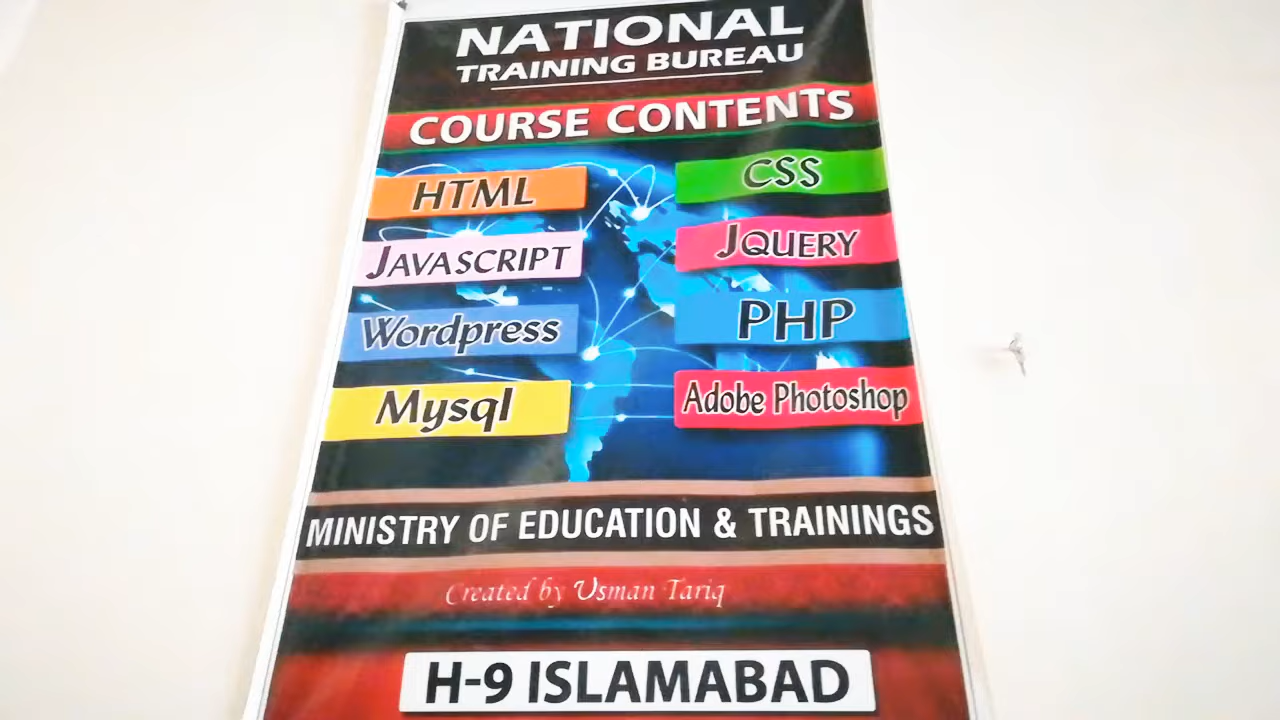 NATIONAL
TRAINING BUREAU
COURSE CONTENTS
HTML
CSS
JAVASCRIPT
JQUERY
Wordpress
PHP
Mysql
Adobe Photoshop
MINISTRY OF EDUCATION & TRAININGS
Created by Usman Tariq
H-9 ISLAMABAD